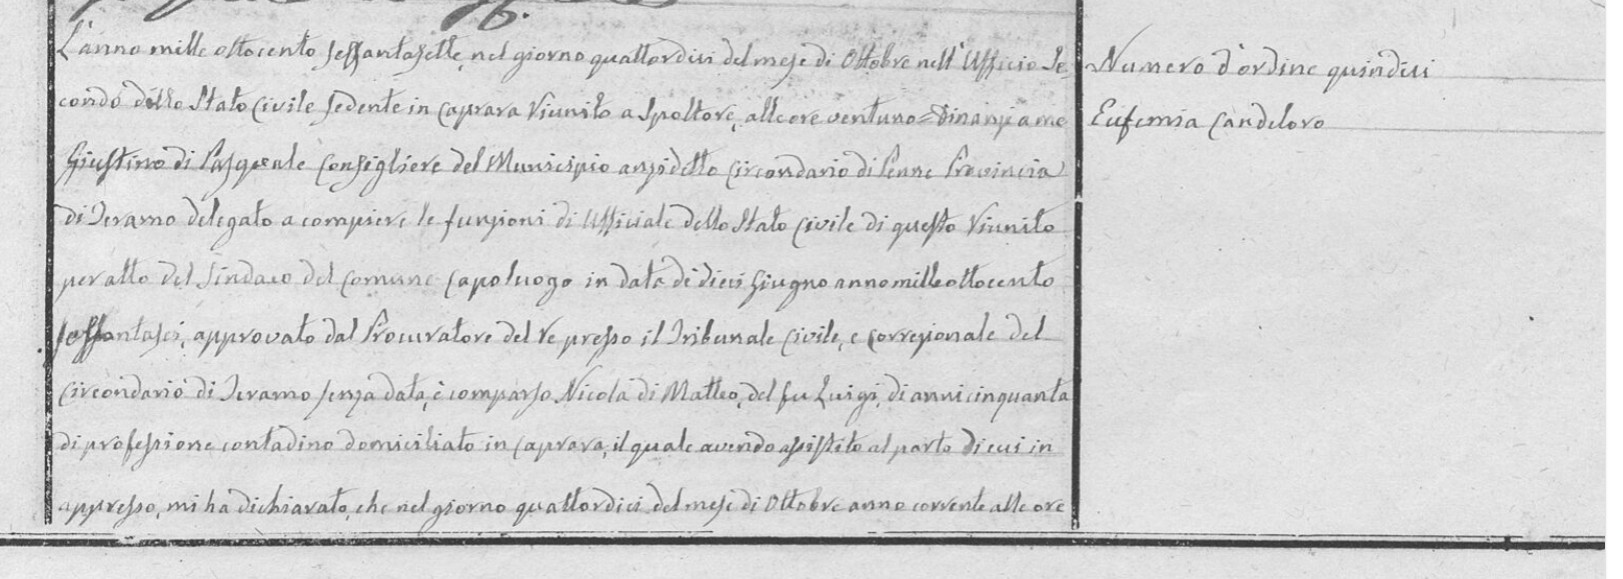 L'anno mille ottocento sessantasette, nel giorno quattordici del mese di Ottobre nell'Ufficio Se
condo dello Stato Civile sedente in Caprara Riunito a Spoltore, alle ore ventuno = Dinanzi a me
Giustino di Pasquale Consigliere del Municipio anzidetto Circondario di Penne Provincia
di Teramo delegato a compiere le funzioni di Ufficiale dello Stato Civile di questo Riunito
per atto del Sindaco del Comune Capoluogo in data di dieci Giugno anno mille ottocento
sessantasei, approvato dal Procuratore del Re presso il Tribunale Civile, e Correzionale del
Circondario di Teramo senza data, è comparso Nicola di Matteo, del fu Luigi, di anni cinquanta
di professione contadino domiciliato in Caprara, il quale avendo assistito al parto di cui in
appresso, mi ha dichiarato, che nel giorno quattordici del mese di Ottobre anno corrente alle ore
Numero d'ordine quindici
Eufemia Candeloro